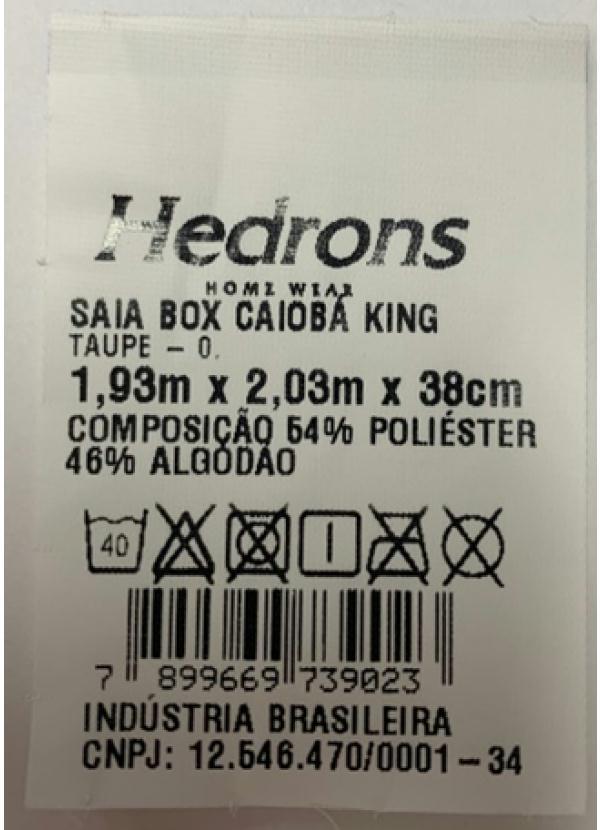 Hedrons
HOME WEAR
SAIA BOX CAIOBÁ KING
TAUPE - 0.
1,93m x 2,03m x 38cm
COMPOSIÇÃO 54% POLIÉSTER
46% ALGODÃO
40
7 899669 739023
INDÚSTRIA BRASILEIRA
CNPJ: 12.546.470/0001-34